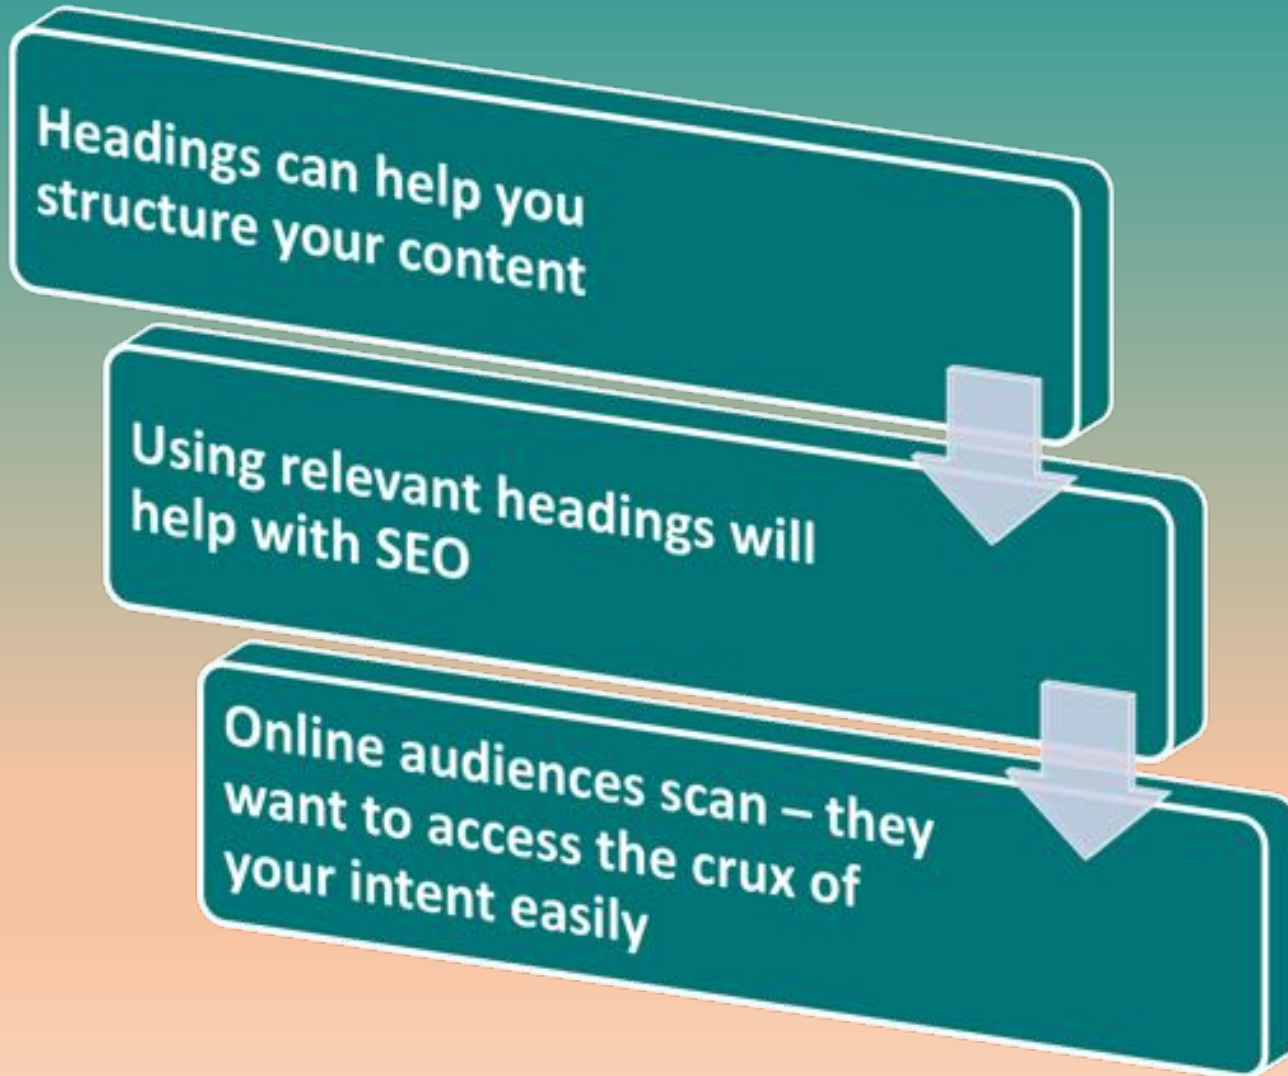 Headings can help you
structure your content
Using relevant headings will
help with SEO
Online audiences scan – they
want to access the crux of
your intent easily